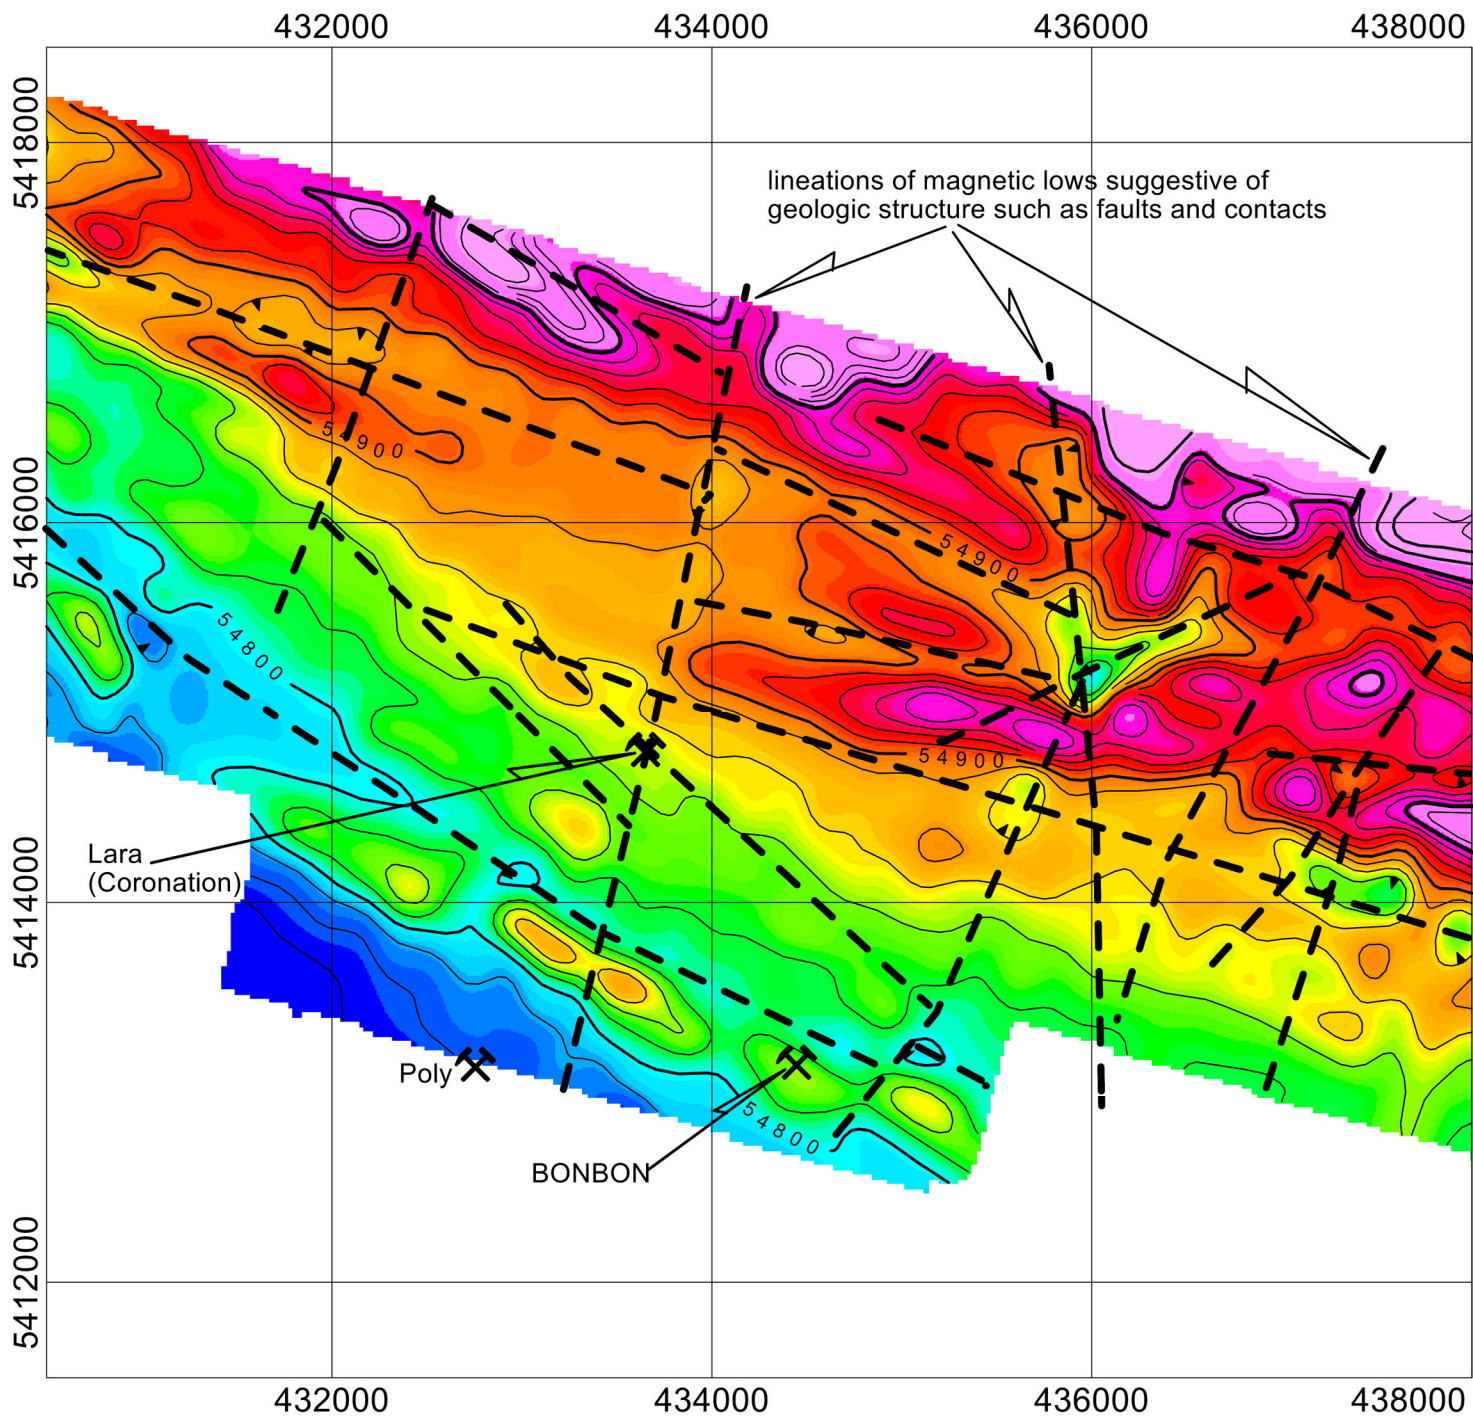 432000 434000 436000 438000
5418000
lineations of magnetic lows suggestive of
geologic structure such as faults and contacts
54900
5416000
54900
54800
54900
Lara
(Coronation)
5414000
Poly
54800
BONBON
5412000
432000 434000 436000 438000